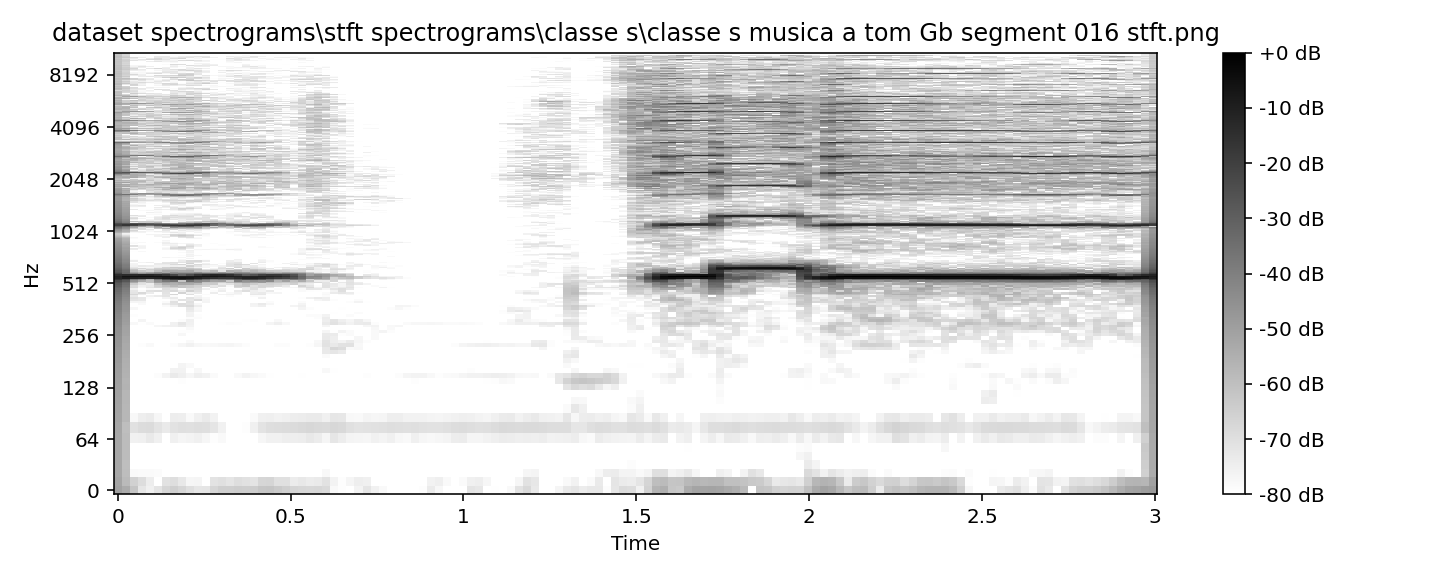 dataset spectrograms\stft spectrograms\classe s\classe s musica a tom Gb segment 016 stft.png
8192
4096
2048
1024
512
256
128
64
0
Hz
0
0.5
1
1.5
2
2.5
3
Time
+0 dB
-10 dB
-20 dB
-30 dB
-40 dB
-50 dB
-60 dB
-70 dB
-80 dB